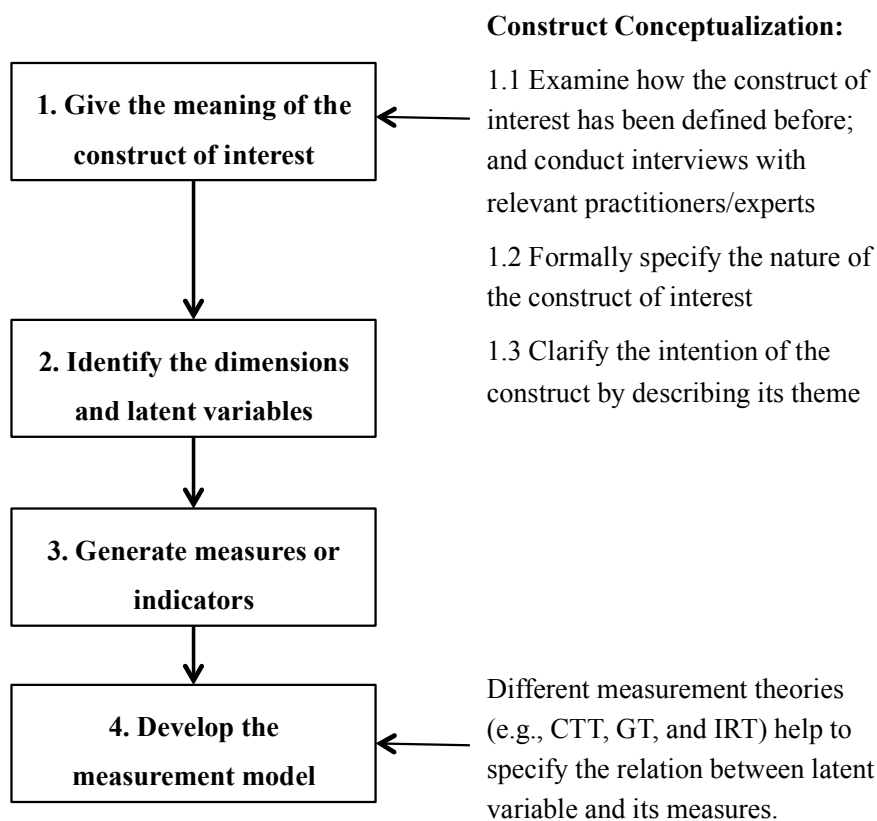 Construct Conceptualization:
1. Give the meaning of the
construct of interest
1.1 Examine how the construct of
interest has been defined before;
and conduct interviews with
relevant practitioners/experts
1.2 Formally specify the nature of
the construct of interest
1.3 Clarify the intention of the
construct by describing its theme
2. Identify the dimensions
and latent variables
3. Generate measures or
indicators
4. Develop the
measurement model
Different measurement theories
(e.g., CTT, GT, and IRT) help to
specify the relation between latent
variable and its measures.